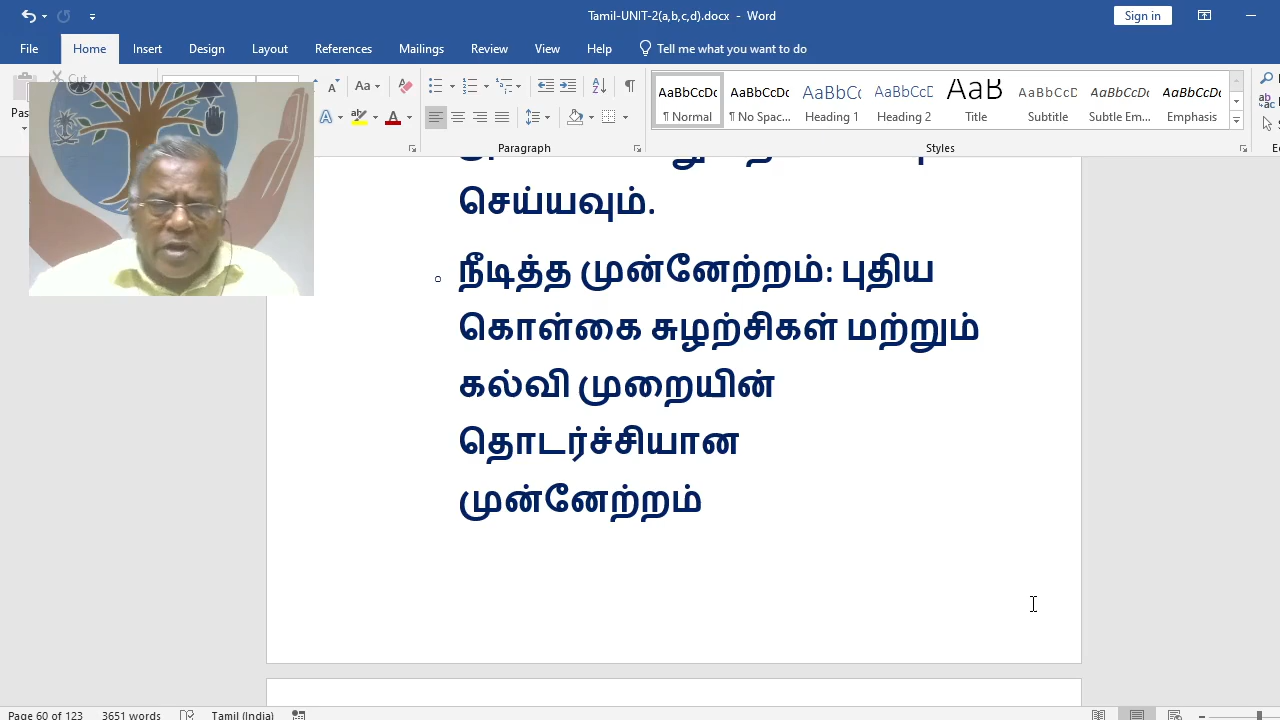 Tamil-UNIT-2(a,b,c,d).docx - Word
Sign in
File Home Insert Design Layout References Mailings Review View Help Tell me what you want to do
Cut
Aa
AaBbCcDc AaBbCcDc AaBbCc AaBbCcD AaB AaBbCcD AaBbCcDc AaBbCcDc
¶ Normal ¶ No Spac... Heading 1 Heading 2 Title Subtitle Subtle Em... Emphasis
Paragraph Styles
செய்யவும்.
நீடித்த முன்னேற்றம்: புதிய
கொள்கை சுழற்சிகள் மற்றும்
கல்வி முறையின்
தொடர்ச்சியான
முன்னேற்றம்
Page 60 of 123 3651 words Tamil (India)